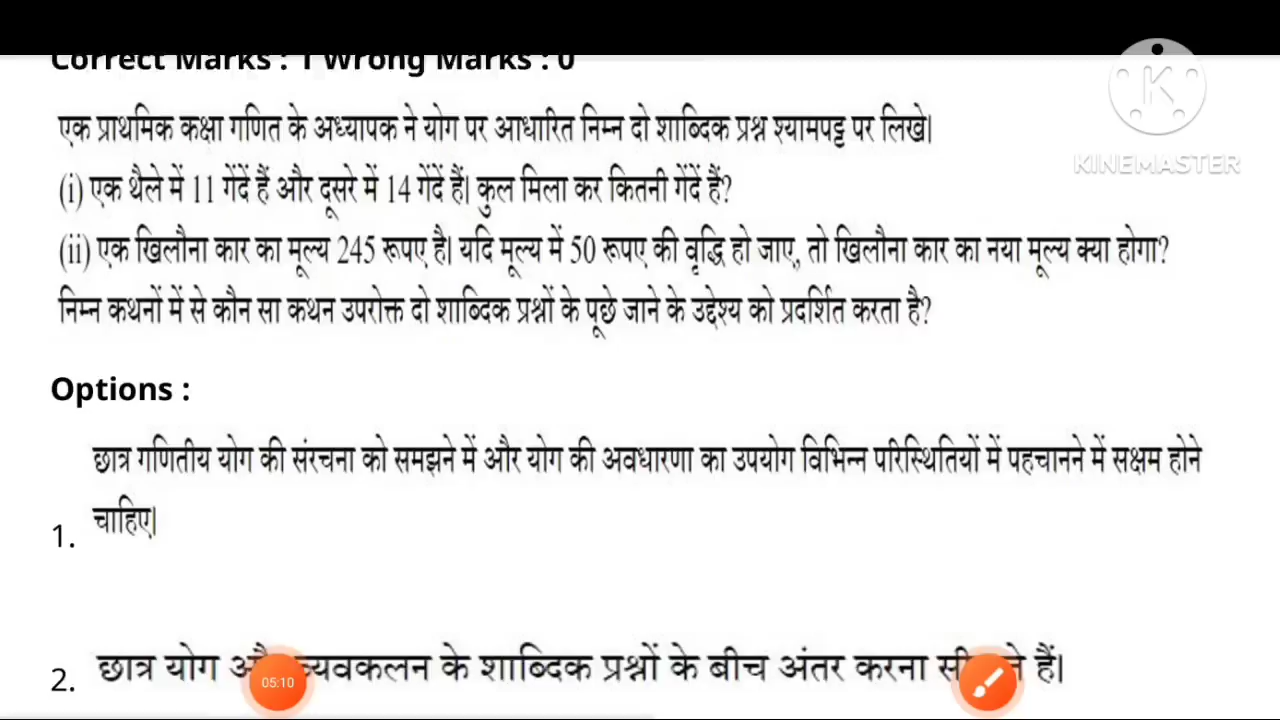 Correct Marks : 1 Wrong Marks : 0
KINEMASTER
एक प्राथमिक कक्षा गणित के अध्यापक ने योग पर आधारित निम्न दो शाब्दिक प्रश्न श्यामपट्ट पर लिखे|
(i) एक थैले में 11 गेंदें हैं और दूसरे में 14 गेंदें हैं| कुल मिला कर कितनी गेंदें हैं?
(ii) एक खिलौना कार का मूल्य 245 रूपए है| यदि मूल्य में 50 रूपए की वृद्धि हो जाए, तो खिलौना कार का नया मूल्य क्या होगा?
निम्न कथनों में से कौन सा कथन उपरोक्त दो शाब्दिक प्रश्नों के पूछे जाने के उद्देश्य को प्रदर्शित करता है?
Options :
छात्र गणितीय योग की संरचना को समझने में और योग की अवधारणा का उपयोग विभिन्न परिस्थितियों में पहचानने में सक्षम होने
1. चाहिए|
2. छात्र योग व्यवकलन के शाब्दिक प्रश्नों के बीच अंतर करना हैं|
05:10